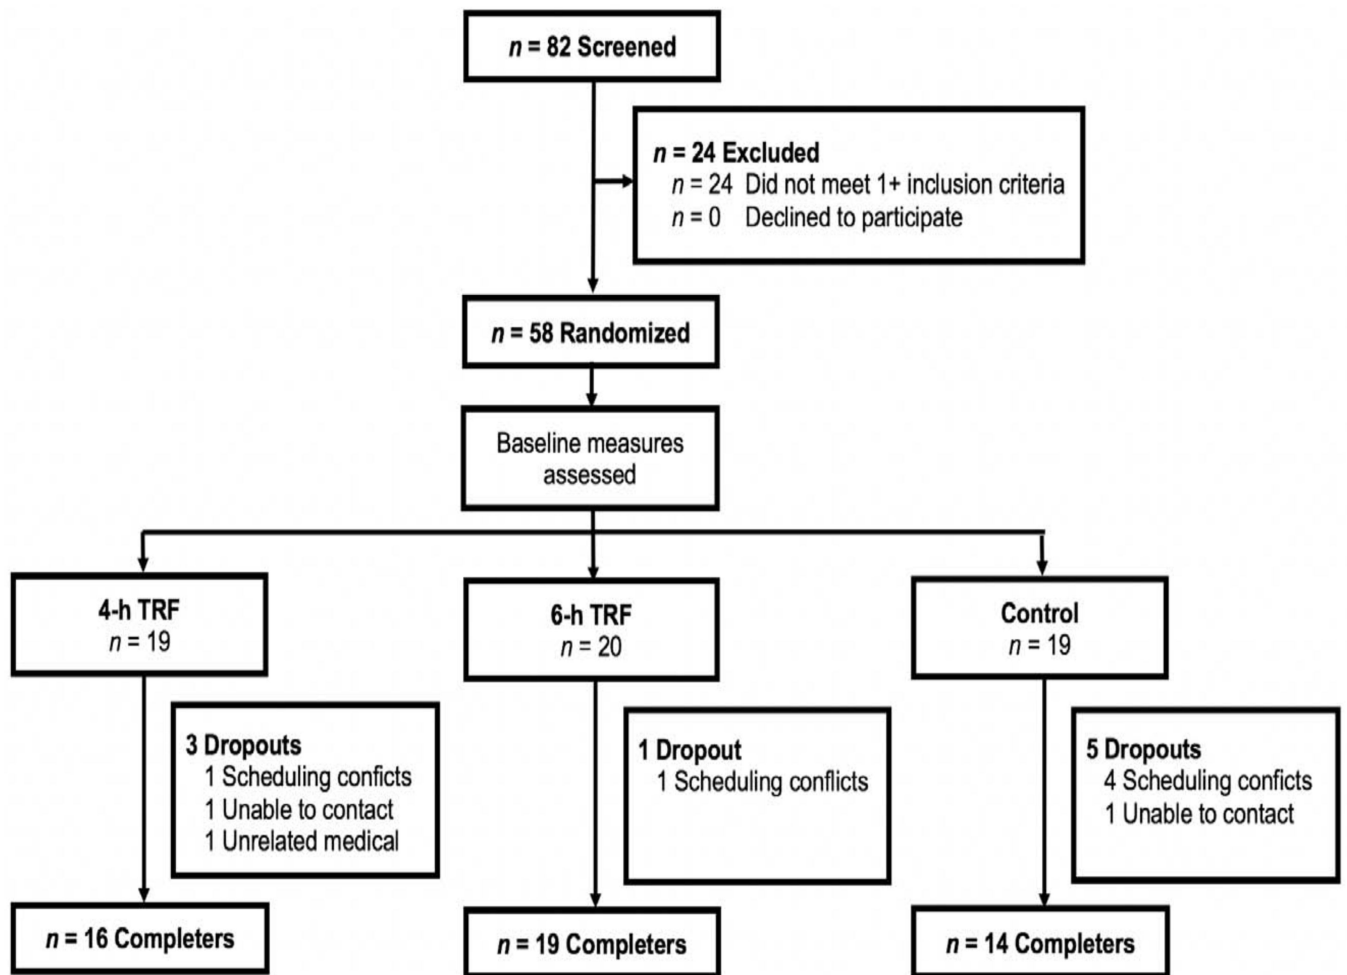 n = 82 Screened
n = 24 Excluded
n = 24 Did not meet 1+ inclusion criteria
n = 0 Declined to participate
n = 58 Randomized
Baseline measures
assessed
4-h TRF
n = 19
6-h TRF
n = 20
Control
n = 19
3 Dropouts
1 Scheduling conficts
1 Unable to contact
1 Unrelated medical
1 Dropout
1 Scheduling conflicts
5 Dropouts
4 Scheduling conficts
1 Unable to contact
n = 16 Completers
n = 19 Completers
n = 14 Completers